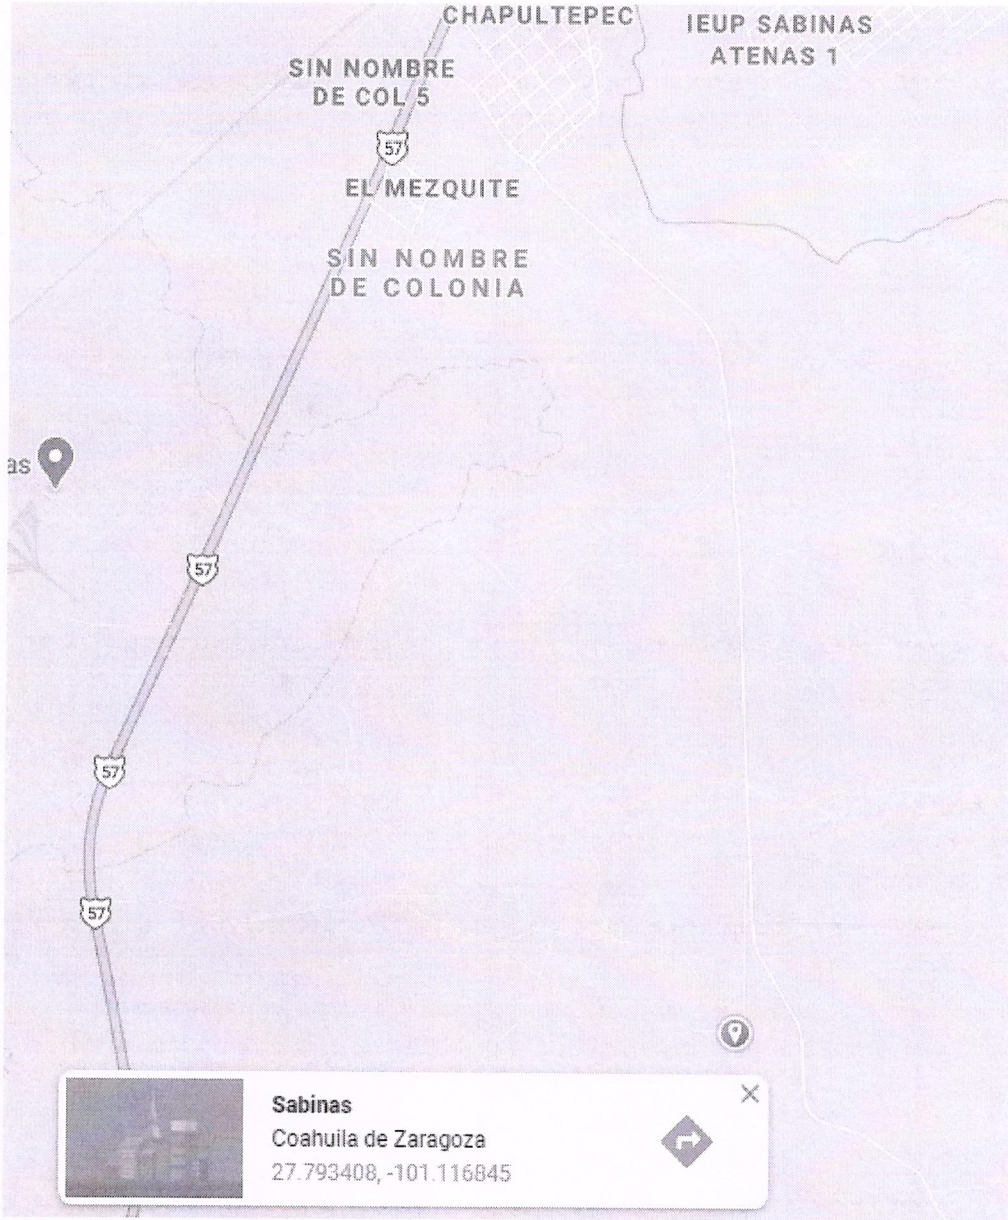 CHAPULTEPEC
IEUP SABINAS
ATENAS 1
SIN NOMBRE
DE COL 5
57
EL MEZQUITE
SIN NOMBRE
DE COLONIA
as
57
57
57
Sabinas
Coahuila de Zaragoza
27.793408, -101.116845